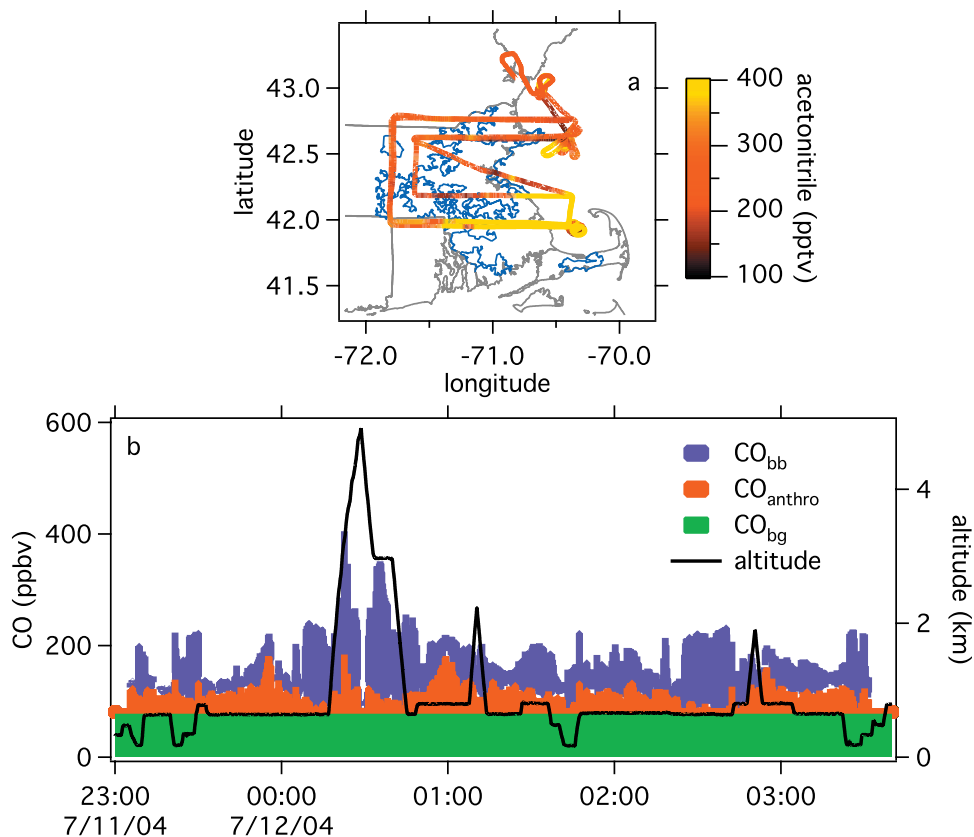 a
43.0
42.5
42.0
41.5
latitude
-72.0
-71.0
-70.0
longitude
400
300
200
100
acetonitrile (pptv)
b
600
400
200
0
CO (ppbv)
CObb
COanthro
CObg
altitude
4
2
0
altitude (km)
23:00
00:00
01:00
02:00
03:00
7/11/04
7/12/04